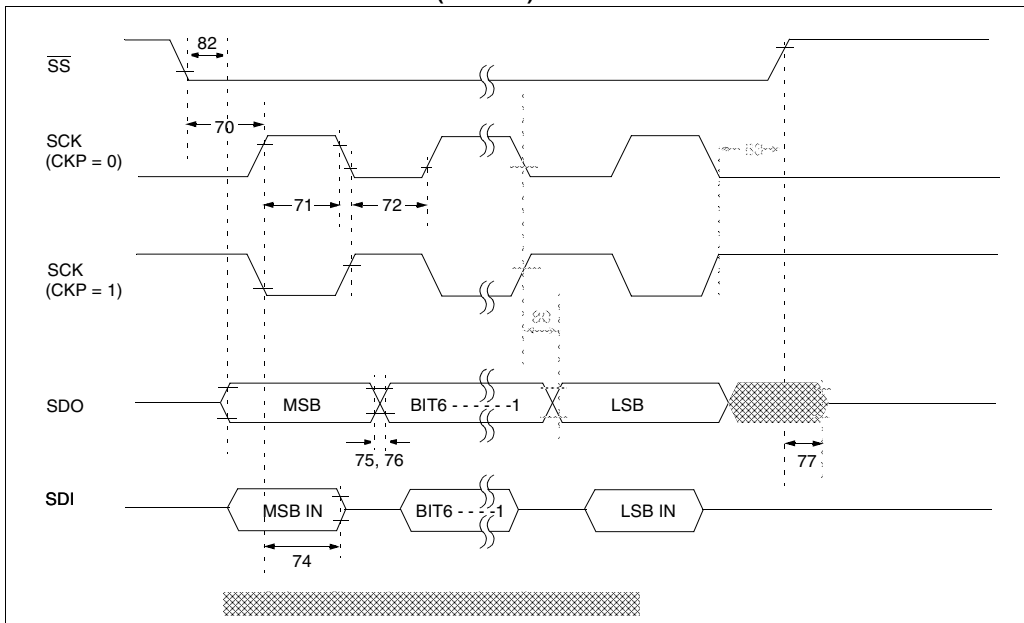 SS
82
70
SCK
(CKP = 0)
71
72
SCK
(CKP = 1)
80
SDO
MSB
BIT6 - - - - - -1
LSB
75, 76
77
SDI
MSB IN
BIT6 - - - -1
LSB IN
74